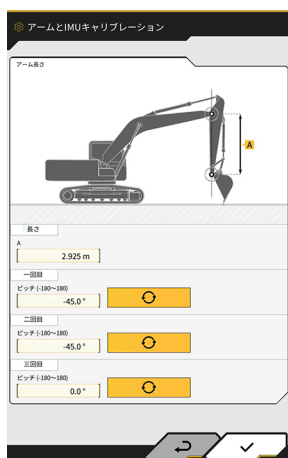 アームとIMUキャリブレーション
アーム長さ
A
長さ
A
2.925 m
一回目
ピッチ (-180～180)
-45.0 °
二回目
ピッチ (-180～180)
-45.0 °
三回目
ピッチ (-180～180)
0.0 °